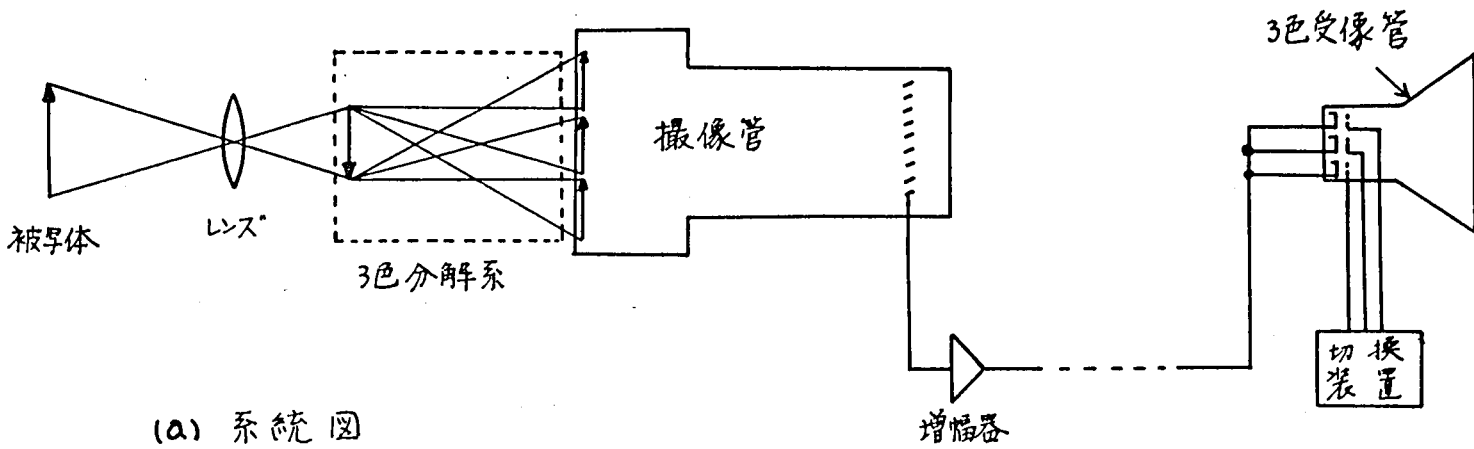 3色受像管
撮像管
被写体
レンズ
3色分解系
切換
装置
増幅器
(a) 系統図